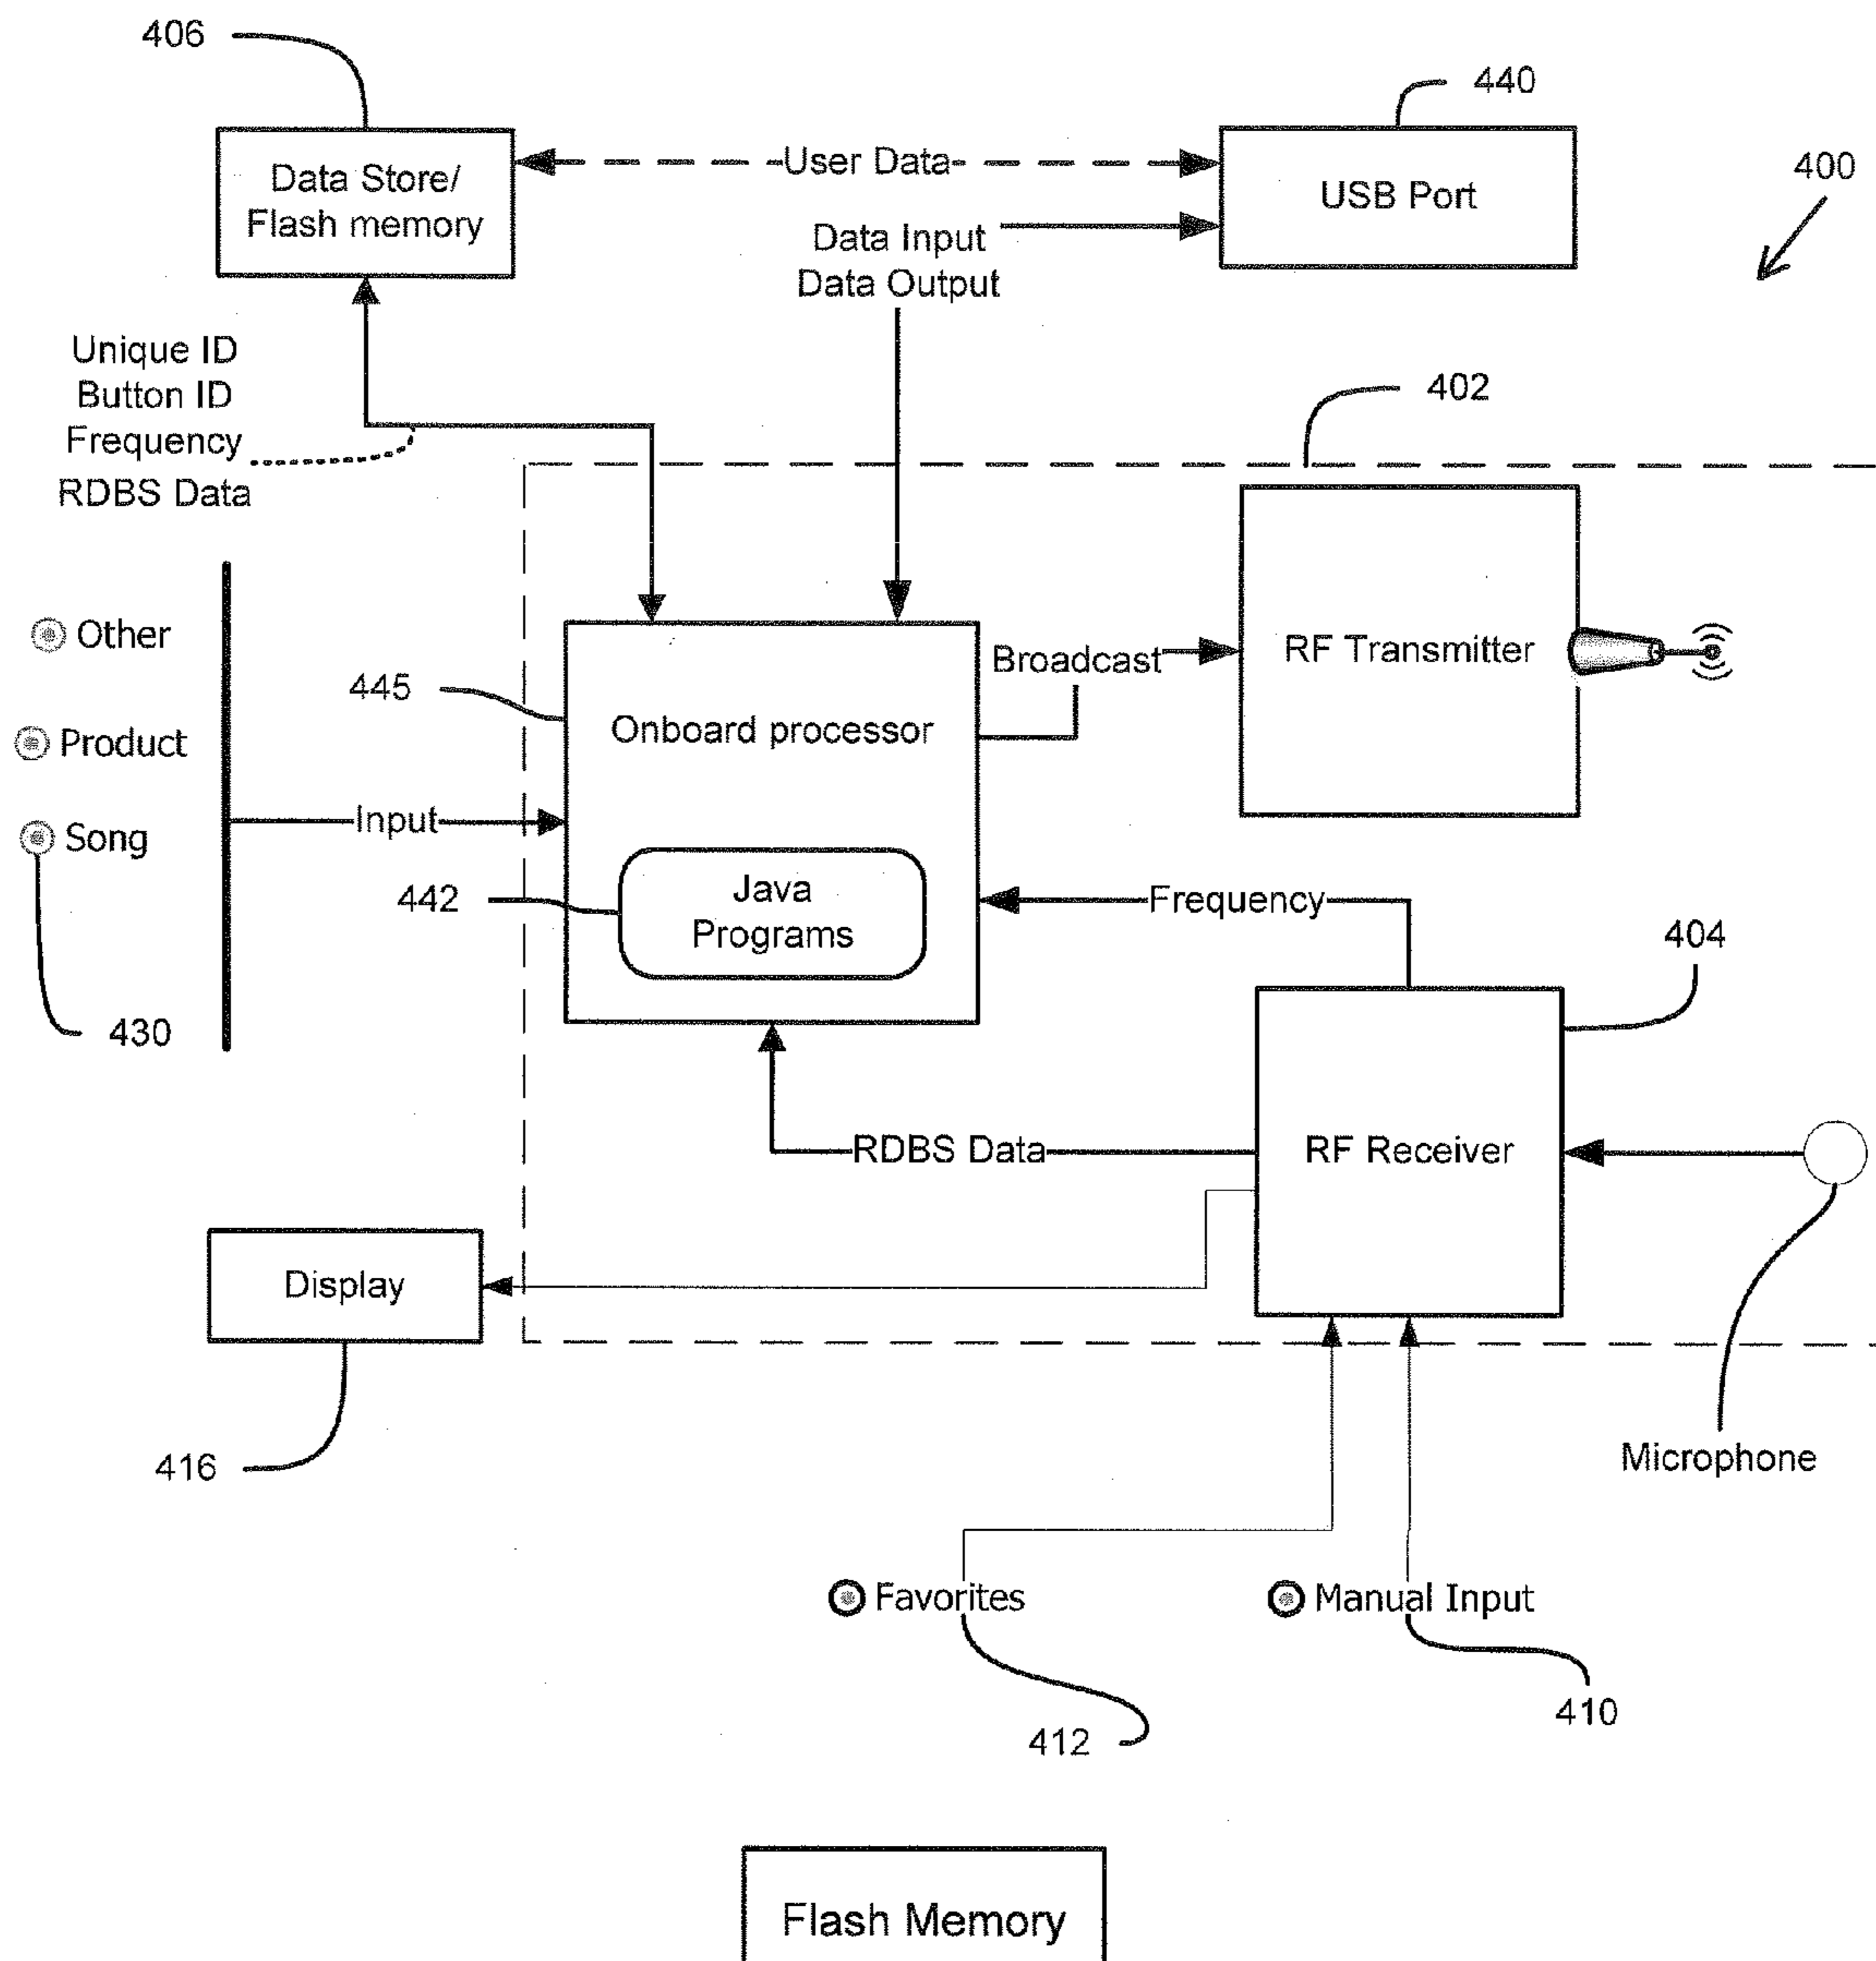 406
440
400
Data Store/
Flash memory
User Data
USB Port
Data Input
Data Output
Unique ID
Button ID
Frequency
RDBS Data
402
Other
Product
Song
430
445
Input
Onboard processor
Broadcast
RF Transmitter
442
Java
Programs
Frequency
404
RDBS Data
RF Receiver
Display
416
Microphone
Favorites
Manual Input
412
410
Flash Memory